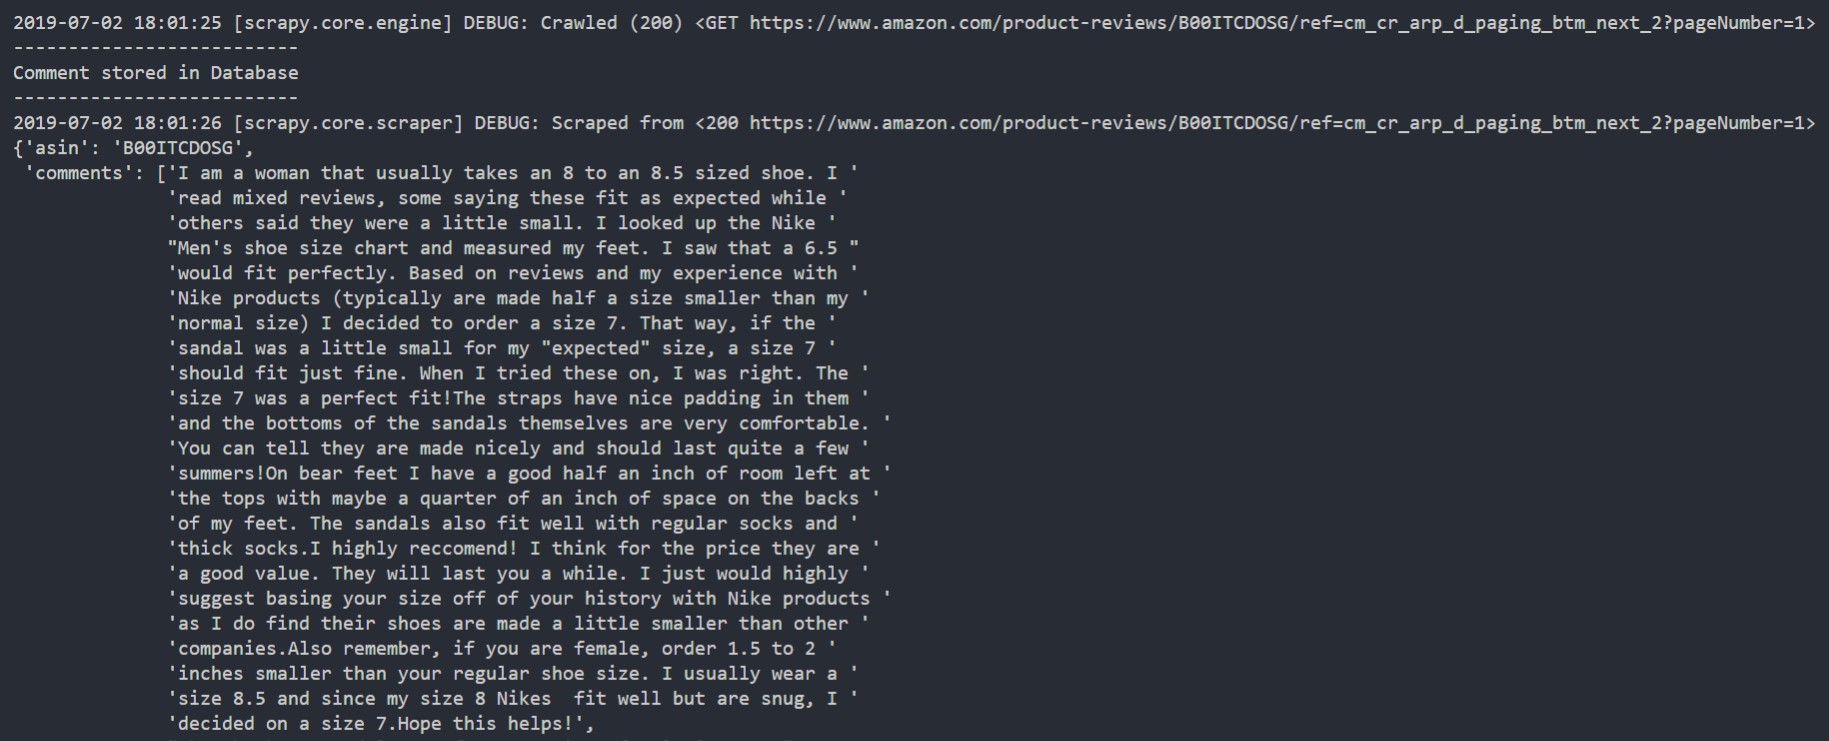 2019-07-02 18:01:25 [scrapy.core.engine] DEBUG: Crawled (200) <GET https://www.amazon.com/product-reviews/B00ITCDOSG/ref=cm_cr_arp_d_paging_btm_next_2?pageNumber=1>
--------------------------
Comment stored in Database
--------------------------
2019-07-02 18:01:26 [scrapy.core.scraper] DEBUG: Scraped from <200 https://www.amazon.com/product-reviews/B00ITCDOSG/ref=cm_cr_arp_d_paging_btm_next_2?pageNumber=1>
{'asin': 'B00ITCDOSG',
 'comments': ['I am a woman that usually takes an 8 to an 8.5 sized shoe. I '
              'read mixed reviews, some saying these fit as expected while '
              'others said they were a little small. I looked up the Nike '
              "Men's shoe size chart and measured my feet. I saw that a 6.5 "
              'would fit perfectly. Based on reviews and my experience with '
              'Nike products (typically are made half a size smaller than my '
              'normal size) I decided to order a size 7. That way, if the '
              'sandal was a little small for my "expected" size, a size 7 '
              'should fit just fine. When I tried these on, I was right. The '
              'size 7 was a perfect fit!The straps have nice padding in them '
              'and the bottoms of the sandals themselves are very comfortable. '
              'You can tell they are made nicely and should last quite a few '
              'summers!On bear feet I have a good half an inch of room left at '
              'the tops with maybe a quarter of an inch of space on the backs '
              'of my feet. The sandals also fit well with regular socks and '
              'thick socks.I highly reccomend! I think for the price they are '
              'a good value. They will last you a while. I just would highly '
              'suggest basing your size off of your history with Nike products '
              'as I do find their shoes are made a little smaller than other '
              'companies.Also remember, if you are female, order 1.5 to 2 '
              'inches smaller than your regular shoe size. I usually wear a '
              'size 8.5 and since my size 8 Nikes  fit well but are snug, I '
              'decided on a size 7.Hope this helps!',